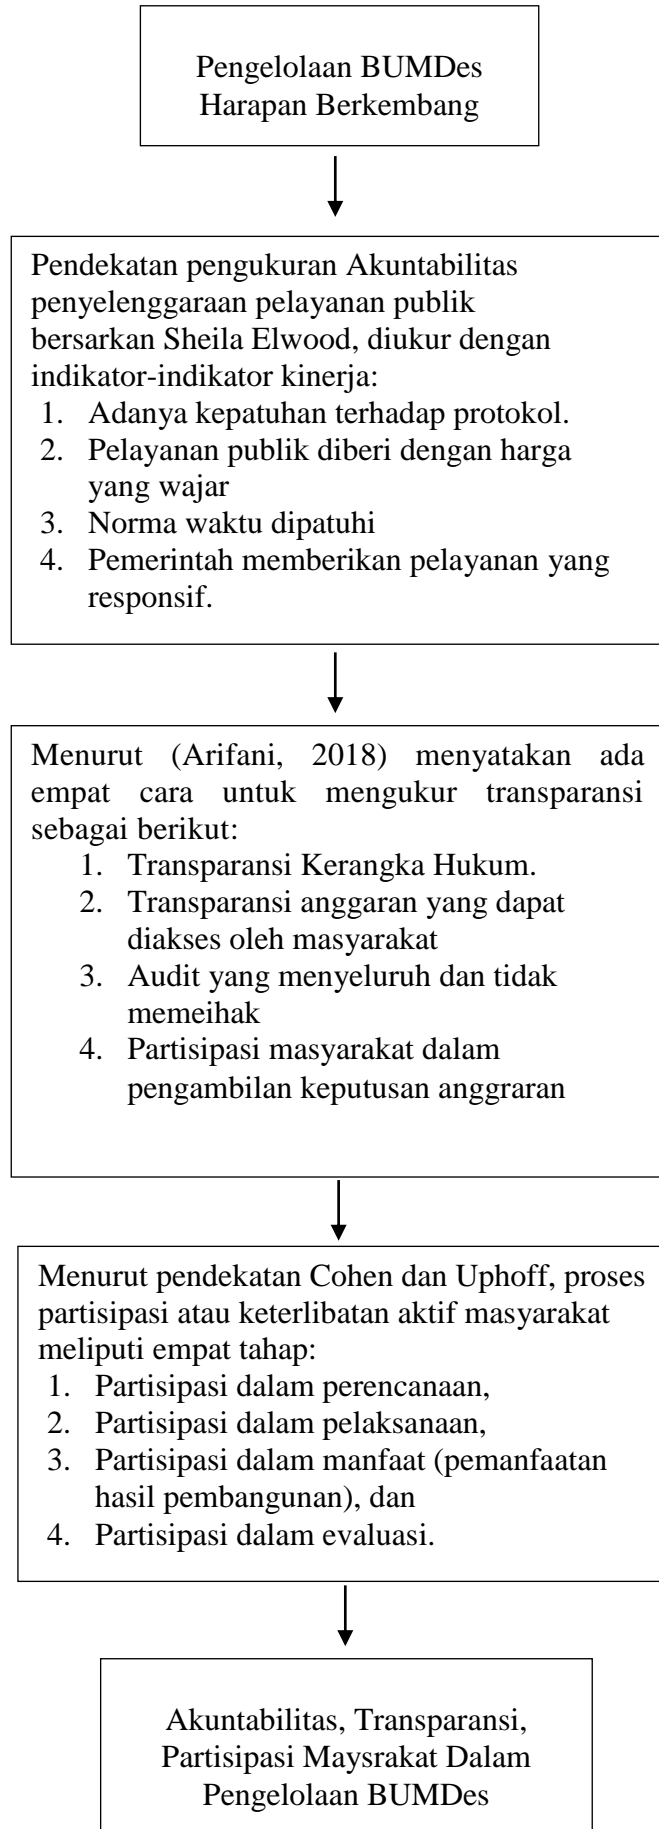 Pengelolaan BUMDes
Harapan Berkembang
Pendekatan pengukuran Akuntabilitas
penyelenggaraan pelayanan publik
bersarkan Sheila Elwood, diukur dengan
indikator-indikator kinerja:
1. Adanya kepatuhan terhadap protokol.
2. Pelayanan publik diberi dengan harga
yang wajar
3. Norma waktu dipatuhi
4. Pemerintah memberikan pelayanan yang
responsif.
Menurut (Arifani, 2018) menyatakan ada
empat cara untuk mengukur transparansi
sebagai berikut:
1. Transparansi Kerangka Hukum.
2. Transparansi anggaran yang dapat
diakses oleh masyarakat
3. Audit yang menyeluruh dan tidak
memeihak
4. Partisipasi masyarakat dalam
pengambilan keputusan anggraran
Menurut pendekatan Cohen dan Uphoff, proses
partisipasi atau keterlibatan aktif masyarakat
meliputi empat tahap:
1. Partisipasi dalam perencanaan,
2. Partisipasi dalam pelaksanaan,
3. Partisipasi dalam manfaat (pemanfaatan
hasil pembangunan), dan
4. Partisipasi dalam evaluasi.
Akuntabilitas, Transparansi,
Partisipasi Maysrakat Dalam
Pengelolaan BUMDes